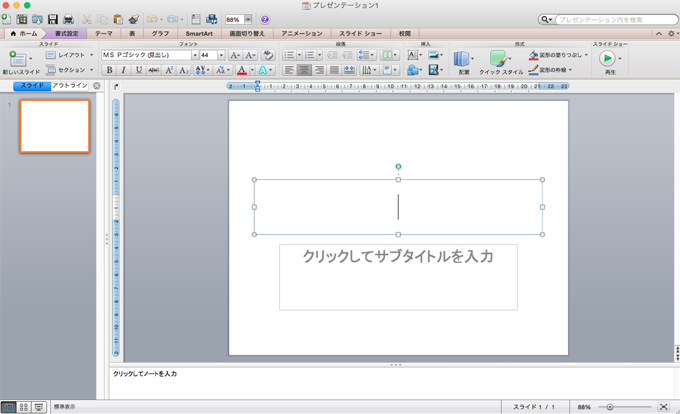 プレゼンテーション1
88%
プレゼンテーション内を検索
ホーム 書式設定 テーマ 表 グラフ SmartArt 画面切り替え アニメーション スライド ショー 校閲
スライド フォント 段落 挿入 形式 スライド ショー
新しいスライド
レイアウト
セクション
MS Pゴシック (見出し) 44
B I U
配置
クイック スタイル
図形の塗りつぶし
図形の枠線
再生
スライド アウトライン
1
クリックしてサブタイトルを入力
クリックしてノートを入力
標準表示 スライド 1 / 1 88%